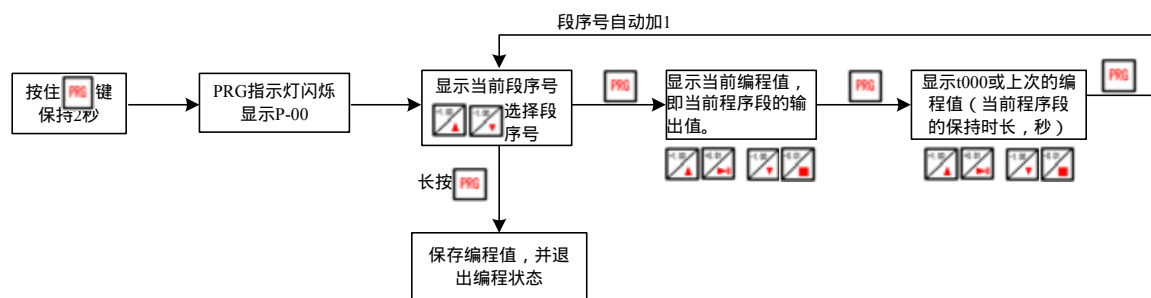 段序号自动加1
按住 PRG 键
保持2秒
PRG指示灯闪烁
显示P-00
显示当前段序号
选择段
序号
PRG
显示当前编程值，
即当前程序段的输
出值。
PRG
显示t000或上次的编
程值（当前程序段
的保持时长，秒）
PRG
长按 PRG
保存编程值，并退
出编程状态